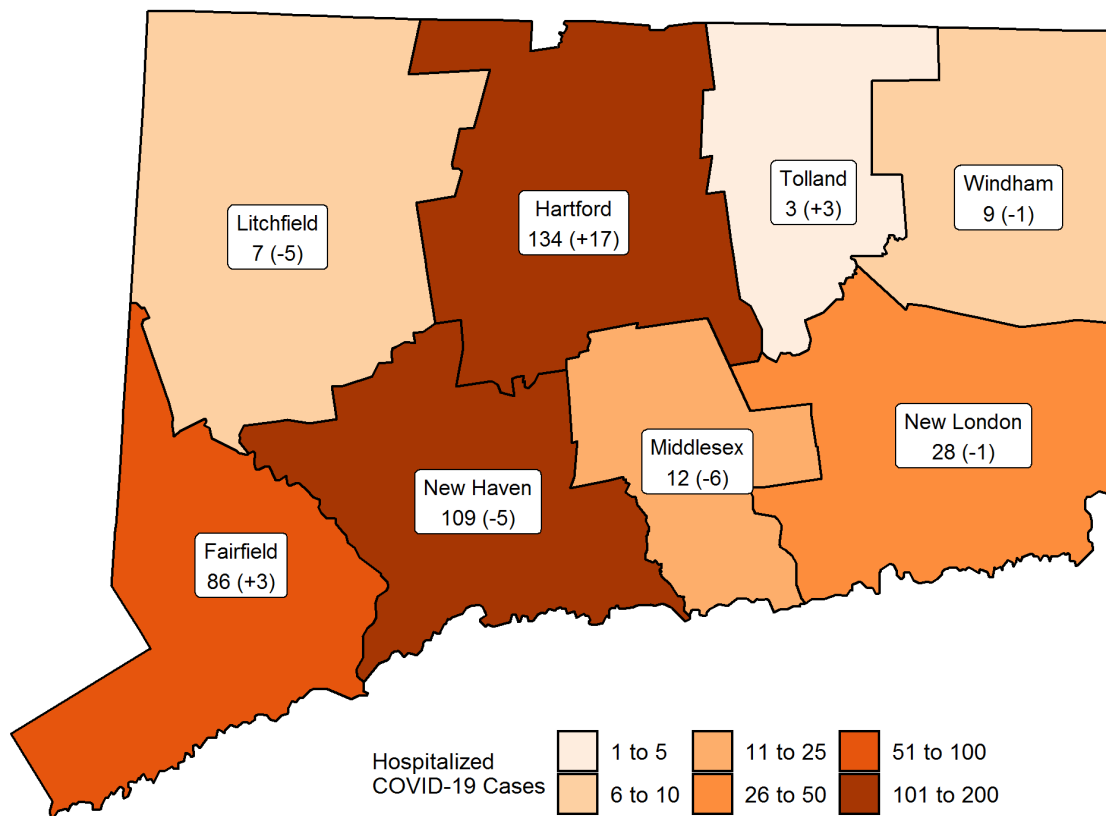 Tolland
3 (+3)
Windham
9 (-1)
Hartford
134 (+17)
Litchfield
7 (-5)
New London
28 (-1)
Middlesex
12 (-6)
New Haven
109 (-5)
Fairfield
86 (+3)
Hospitalized
COVID-19 Cases
1 to 5
11 to 25
51 to 100
6 to 10
26 to 50
101 to 200